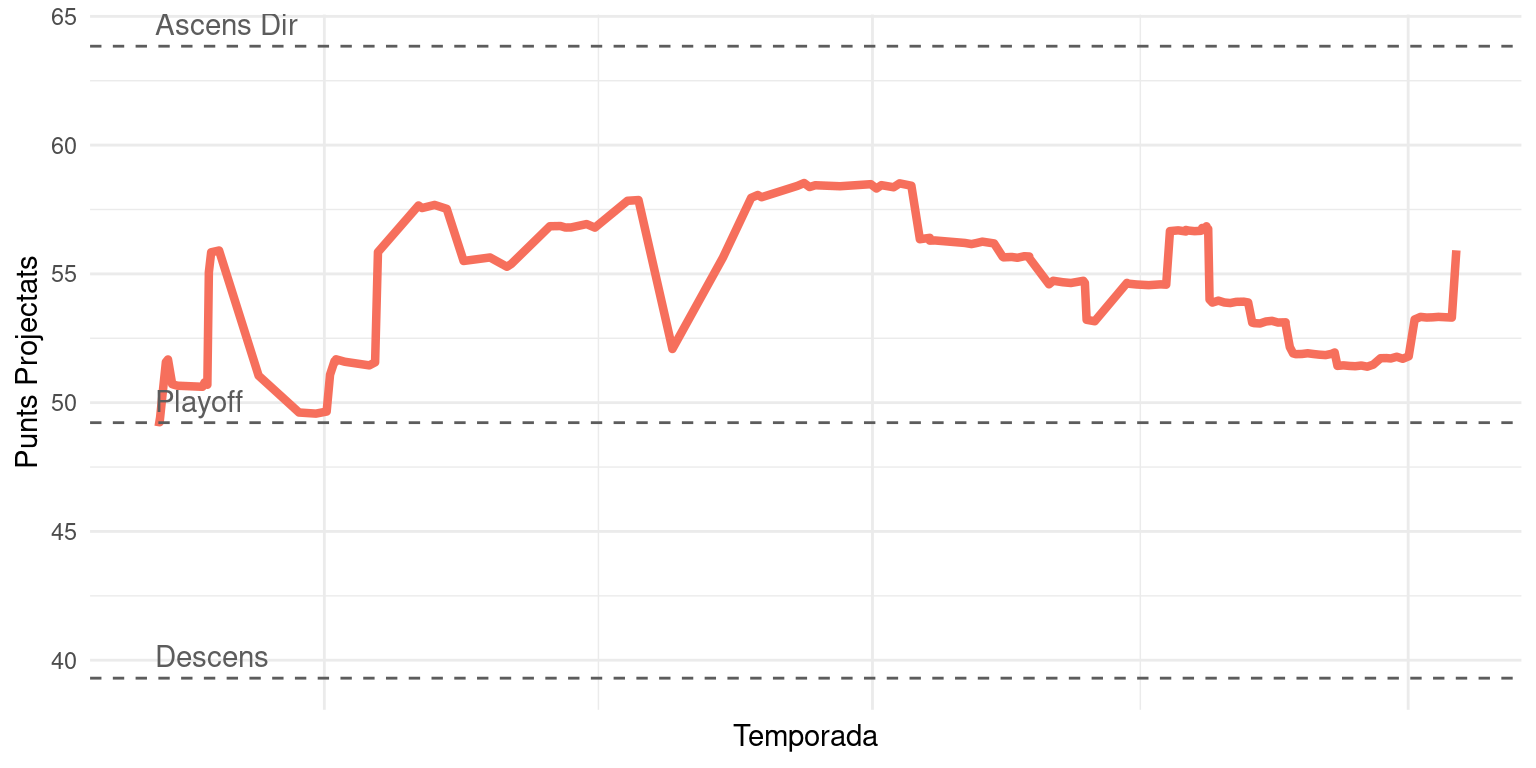 65
Ascens Dir
60
55
Playoff
50
45
Descens
40
Punts Projectats
Temporada